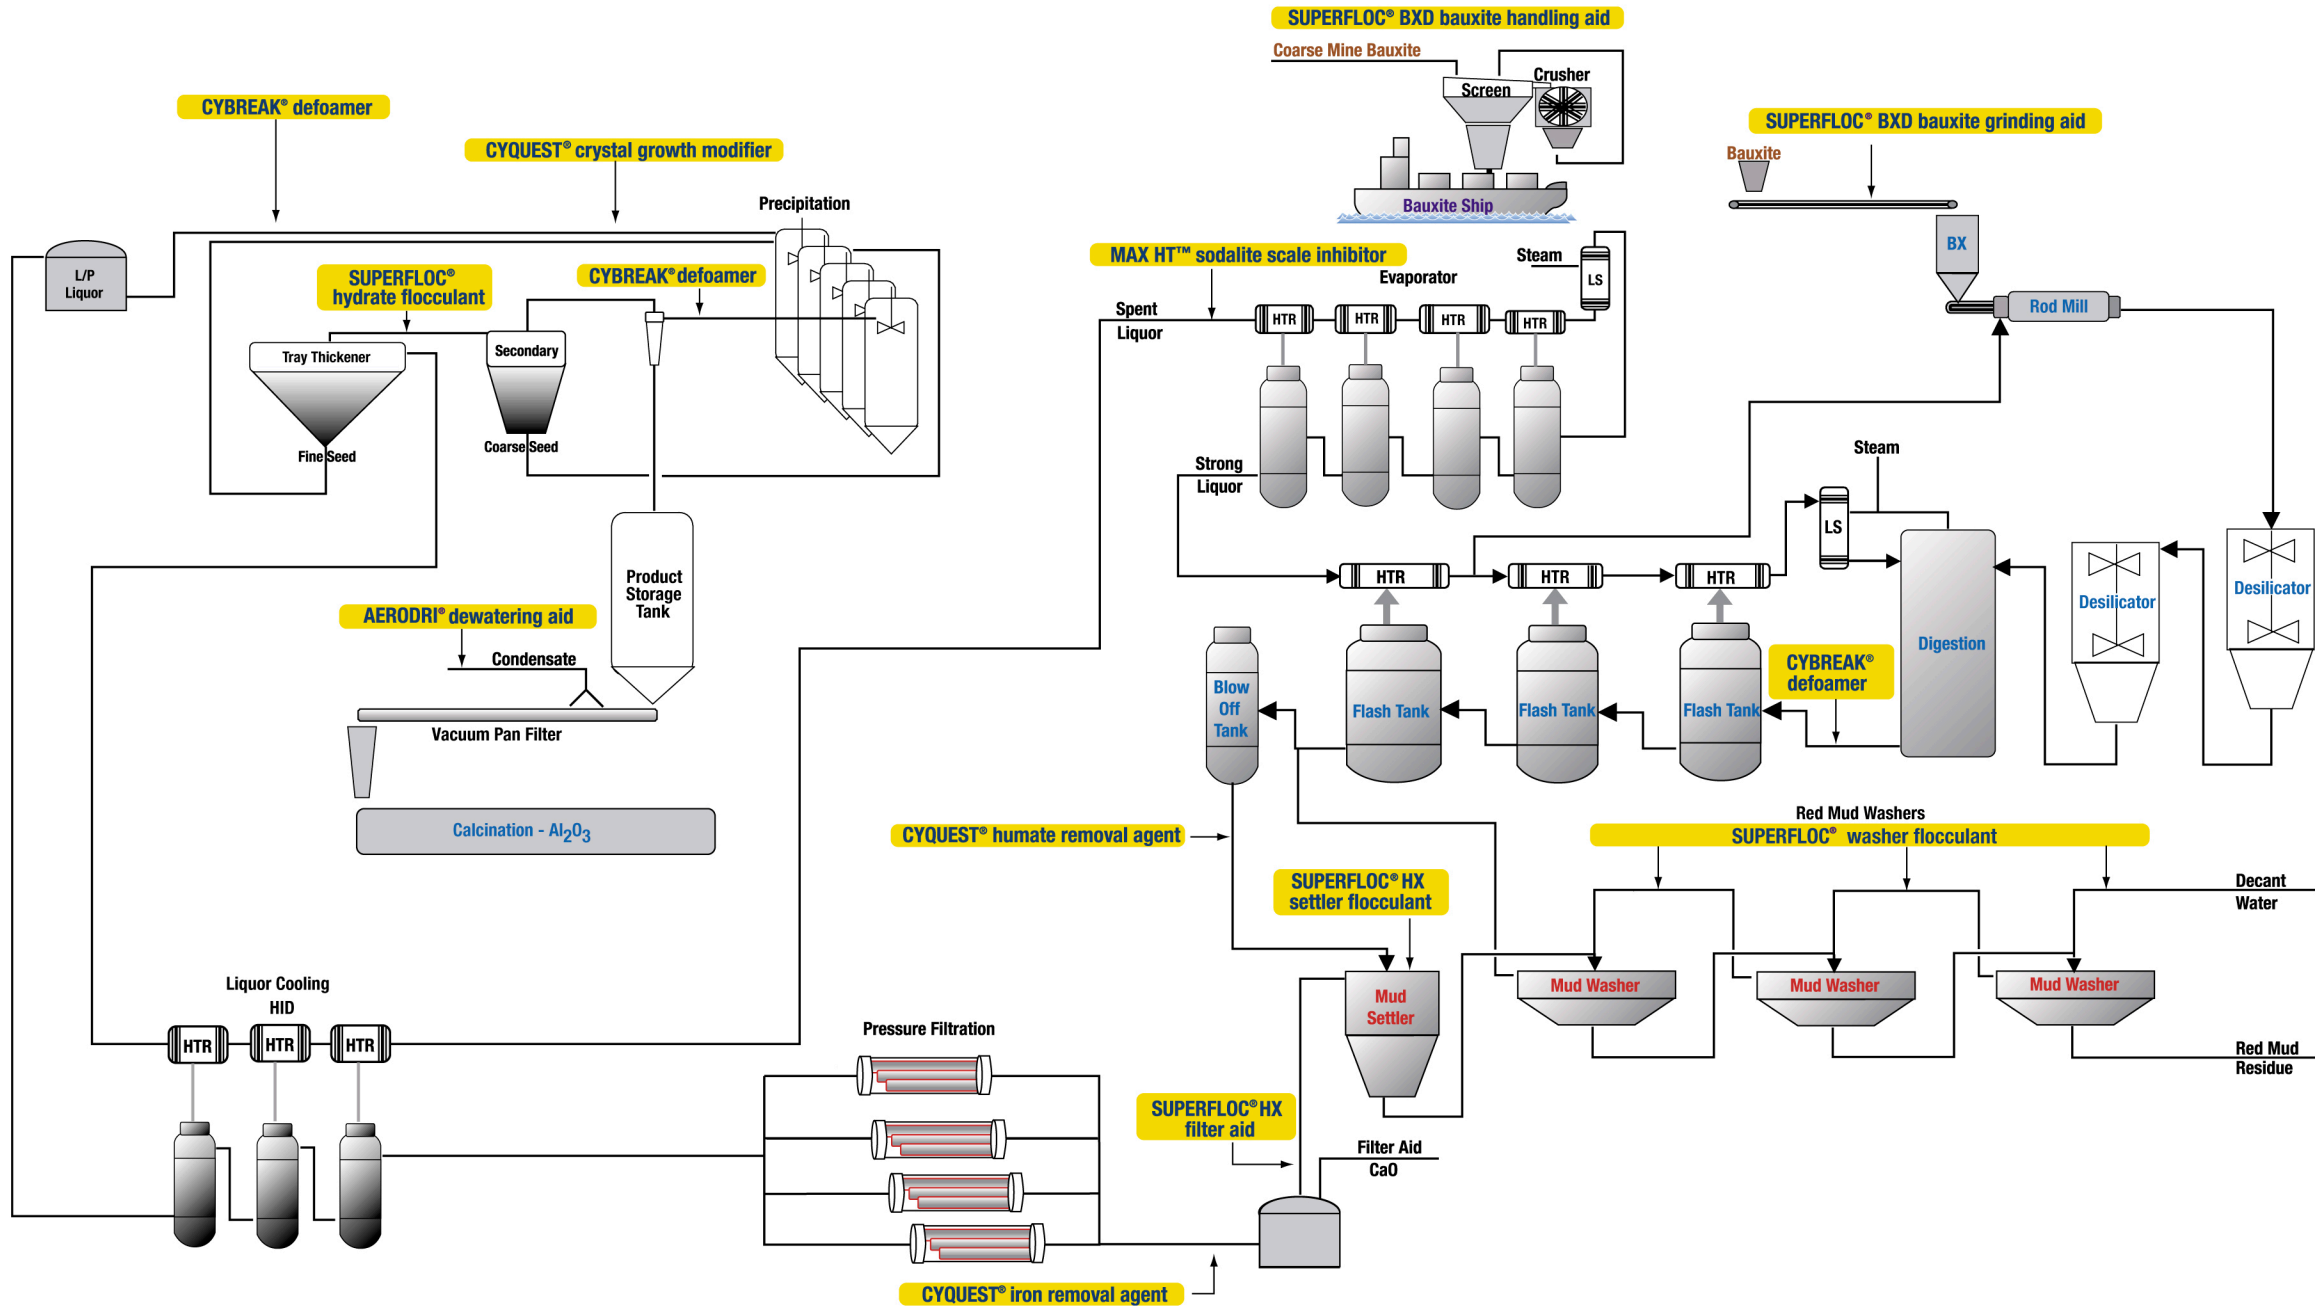 SUPERFLOC® BXD bauxite handling aid
Coarse Mine Bauxite
Crusher
Screen
Bauxite Ship
CYBREAK® defoamer
CYQUEST® crystal growth modifier
SUPERFLOC® BXD bauxite grinding aid
Bauxite
BX
Rod Mill
Precipitation
L/P
Liquor
SUPERFLOC®
hydrate flocculant
CYBREAK® defoamer
MAX HT™ sodalite scale inhibitor
Evaporator
Steam
LS
Spent
Liquor
HTR
HTR
HTR
HTR
Tray Thickener
Secondary
Fine Seed
Coarse Seed
Strong
Liquor
Steam
LS
Product
Storage
Tank
HTR
HTR
HTR
Desilicator
Desilicator
Digestion
AERODRI® dewatering aid
Condensate
Vacuum Pan Filter
Calcination - Al2O3
Blow
Off
Tank
Flash Tank
Flash Tank
Flash Tank
CYBREAK®
defoamer
Red Mud Washers
SUPERFLOC® washer flocculant
CYQUEST® humate removal agent
SUPERFLOC® HX
settler flocculant
Decant
Water
Mud
Settler
Mud Washer
Mud Washer
Mud Washer
Red Mud
Residue
Liquor Cooling
HID
HTR
HTR
HTR
Pressure Filtration
SUPERFLOC® HX
filter aid
Filter Aid
CaO
CYQUEST® iron removal agent